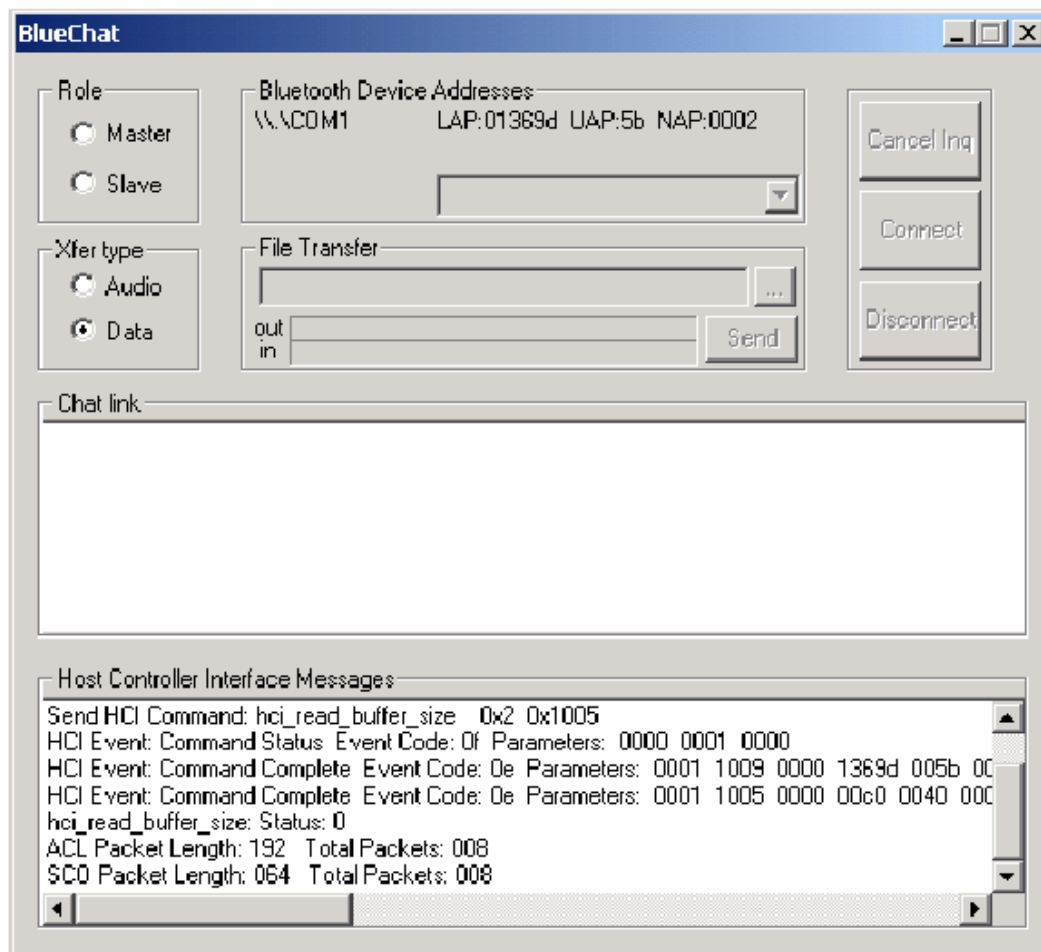 BlueChat
Role
Master
Slave
Bluetooth Device Addresses
\\.\COM1 LAP:01369d UAP:5b NAP:0002
Cancel Inq
Connect
Disconnect
Xfer type
Audio
Data
File Transfer
...
out
in
Send
Chat link
Host Controller Interface Messages
Send HCI Command: hci_read_buffer_size 0x2 0x1005
HCI Event: Command Status Event Code: 0f Parameters: 0000 0001 0000
HCI Event: Command Complete Event Code: 0e Parameters: 0001 1009 0000 1369d 005b 00
HCI Event: Command Complete Event Code: 0e Parameters: 0001 1005 0000 00c0 0040 000
hci_read_buffer_size: Status: 0
ACL Packet Length: 192 Total Packets: 008
SCO Packet Length: 064 Total Packets: 008